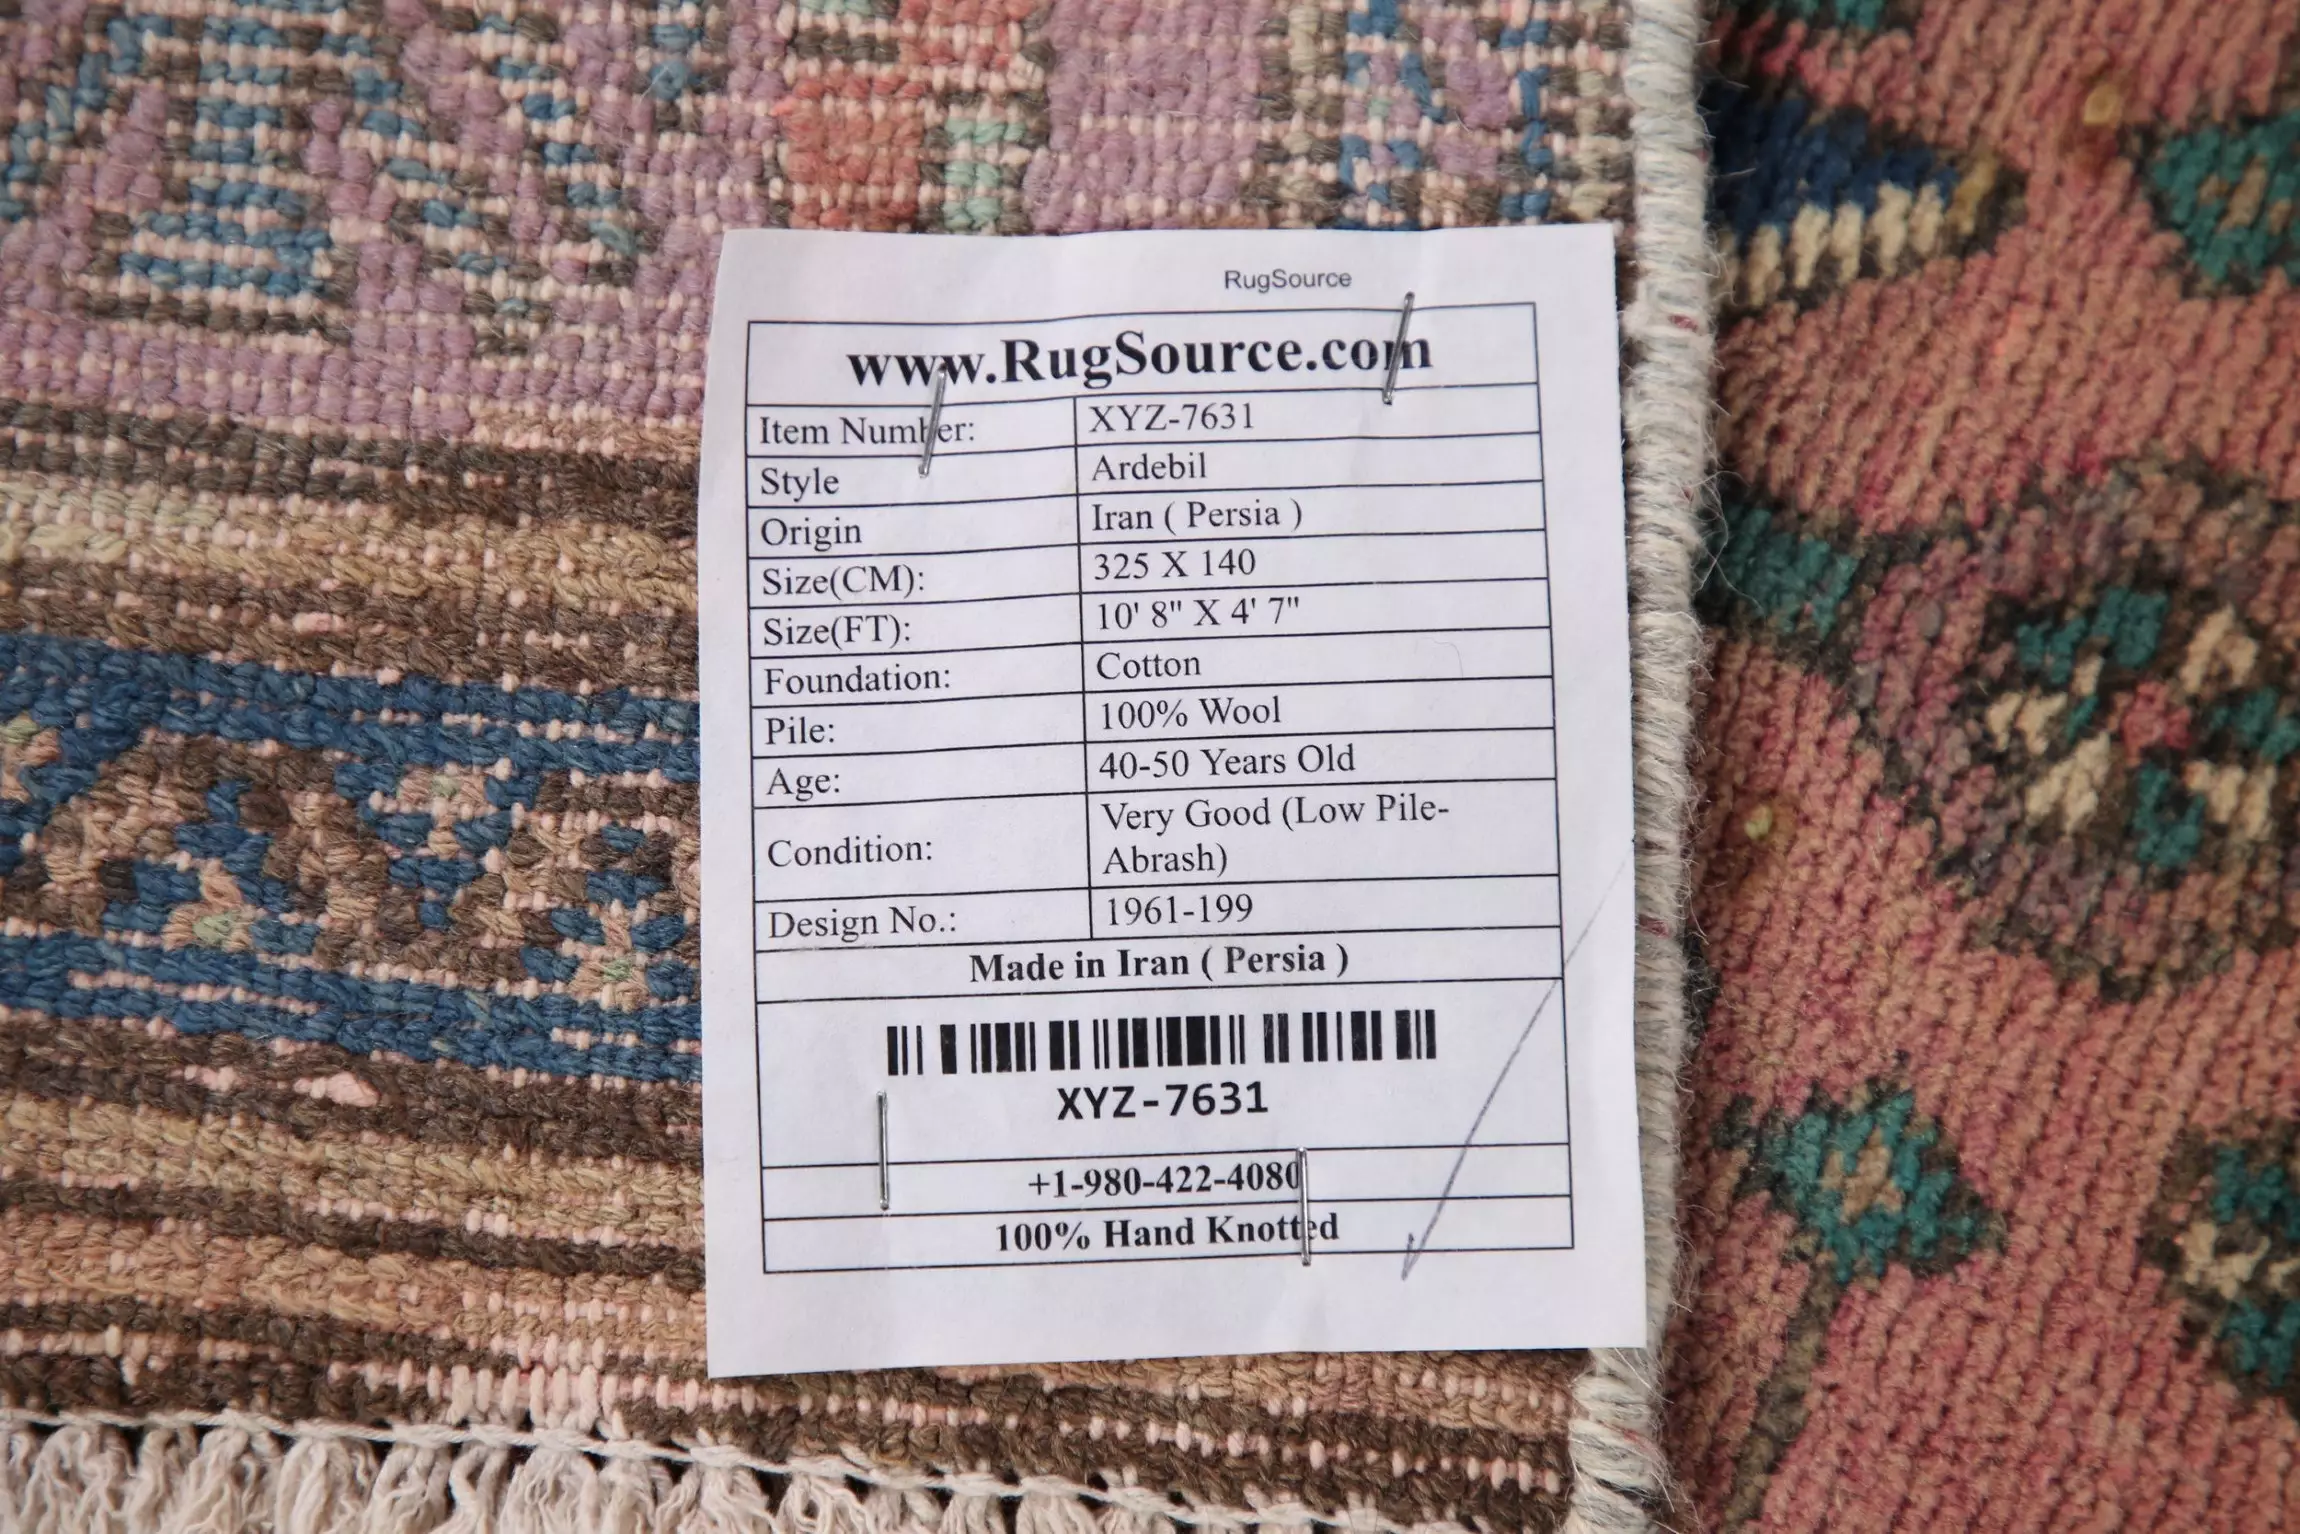 RugSource
www.RugSource.com
Item Number: XYZ-7631
Style Ardebil
Origin Iran ( Persia )
Size(CM): 325 X 140
Size(FT): 10' 8" X 4' 7"
Foundation: Cotton
Pile: 100% Wool
Age: 40-50 Years Old
Condition: Very Good (Low Pile-
Abrash)
Design No.: 1961-199
Made in Iran ( Persia )
XYZ-7631
+1-980-422-4080
100% Hand Knotted